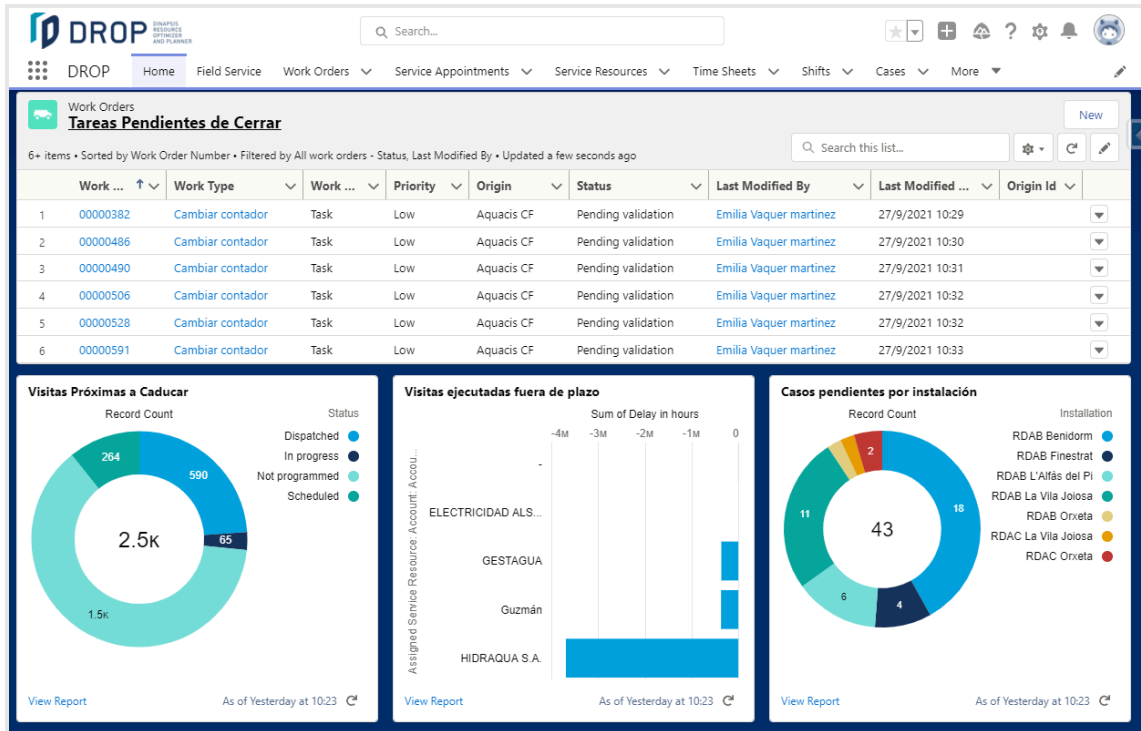 DROP DINAPSIS RESOURCE OPTIMIZER AND PLANNER
Search...
DROP Home Field Service Work Orders Service Appointments Service Resources Time Sheets Shifts Cases More
Work Orders
Tareas Pendientes de Cerrar
New
6+ items • Sorted by Work Order Number • Filtered by All work orders - Status, Last Modified By • Updated a few seconds ago
Search this list...
Work ... Work Type Work ... Priority Origin Status Last Modified By Last Modified ... Origin Id
1 00000382 Cambiar contador Task Low Aquacis CF Pending validation Emilia Vaquer martinez 27/9/2021 10:29
2 00000486 Cambiar contador Task Low Aquacis CF Pending validation Emilia Vaquer martinez 27/9/2021 10:30
3 00000490 Cambiar contador Task Low Aquacis CF Pending validation Emilia Vaquer martinez 27/9/2021 10:31
4 00000506 Cambiar contador Task Low Aquacis CF Pending validation Emilia Vaquer martinez 27/9/2021 10:32
5 00000528 Cambiar contador Task Low Aquacis CF Pending validation Emilia Vaquer martinez 27/9/2021 10:32
6 00000591 Cambiar contador Task Low Aquacis CF Pending validation Emilia Vaquer martinez 27/9/2021 10:33
Visitas Próximas a Caducar
Record Count
Status
Dispatched
In progress
Not programmed
Scheduled
264
590
2.5K
65
1.5K
View Report As of Yesterday at 10:23
Visitas ejecutadas fuera de plazo
Sum of Delay in hours
-4M -3M -2M -1M 0
Assigned Service Resource: Account: Accou...
-
ELECTRICIDAD ALS...
GESTAGUA
Guzmán
HIDRAQUA S.A.
View Report As of Yesterday at 10:23
Casos pendientes por instalación
Record Count
Installation
RDAB Benidorm
RDAB Finestrat
RDAB L'Alfàs del Pi
RDAB La Vila Joiosa
RDAB Orxeta
RDAC La Vila Joiosa
RDAC Orxeta
2
18
11
43
6
4
View Report As of Yesterday at 10:23